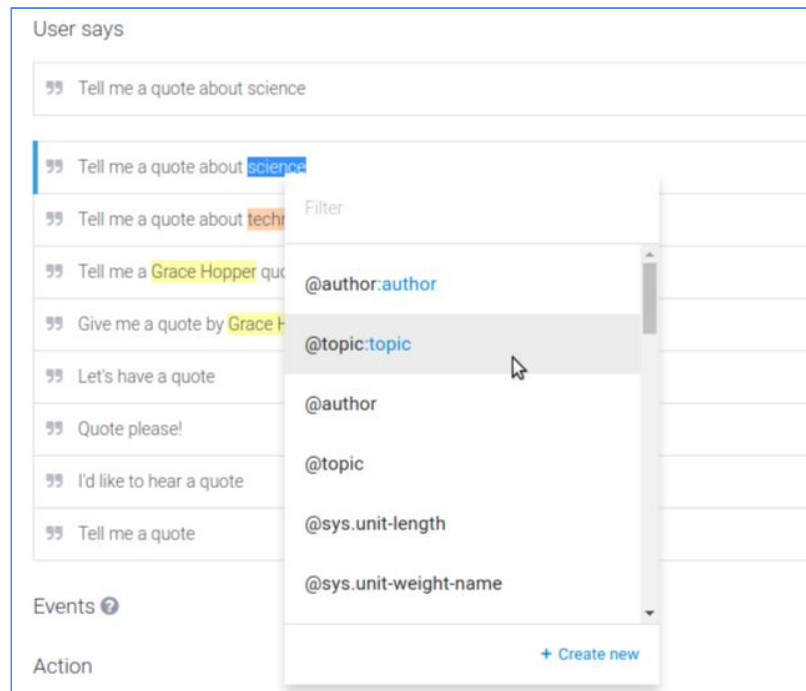 User says
Tell me a quote about science
Tell me a quote about science
Tell me a quote about
Tell me a Grace Hopper
Give me a quote by Grace
Let's have a quote
Quote please!
I'd like to hear a quote
Tell me a quote
Events
Action
Filter
@author:author
@topic:topic
@author
@topic
@sys.unit-length
@sys.unit-weight-name
+ Create new